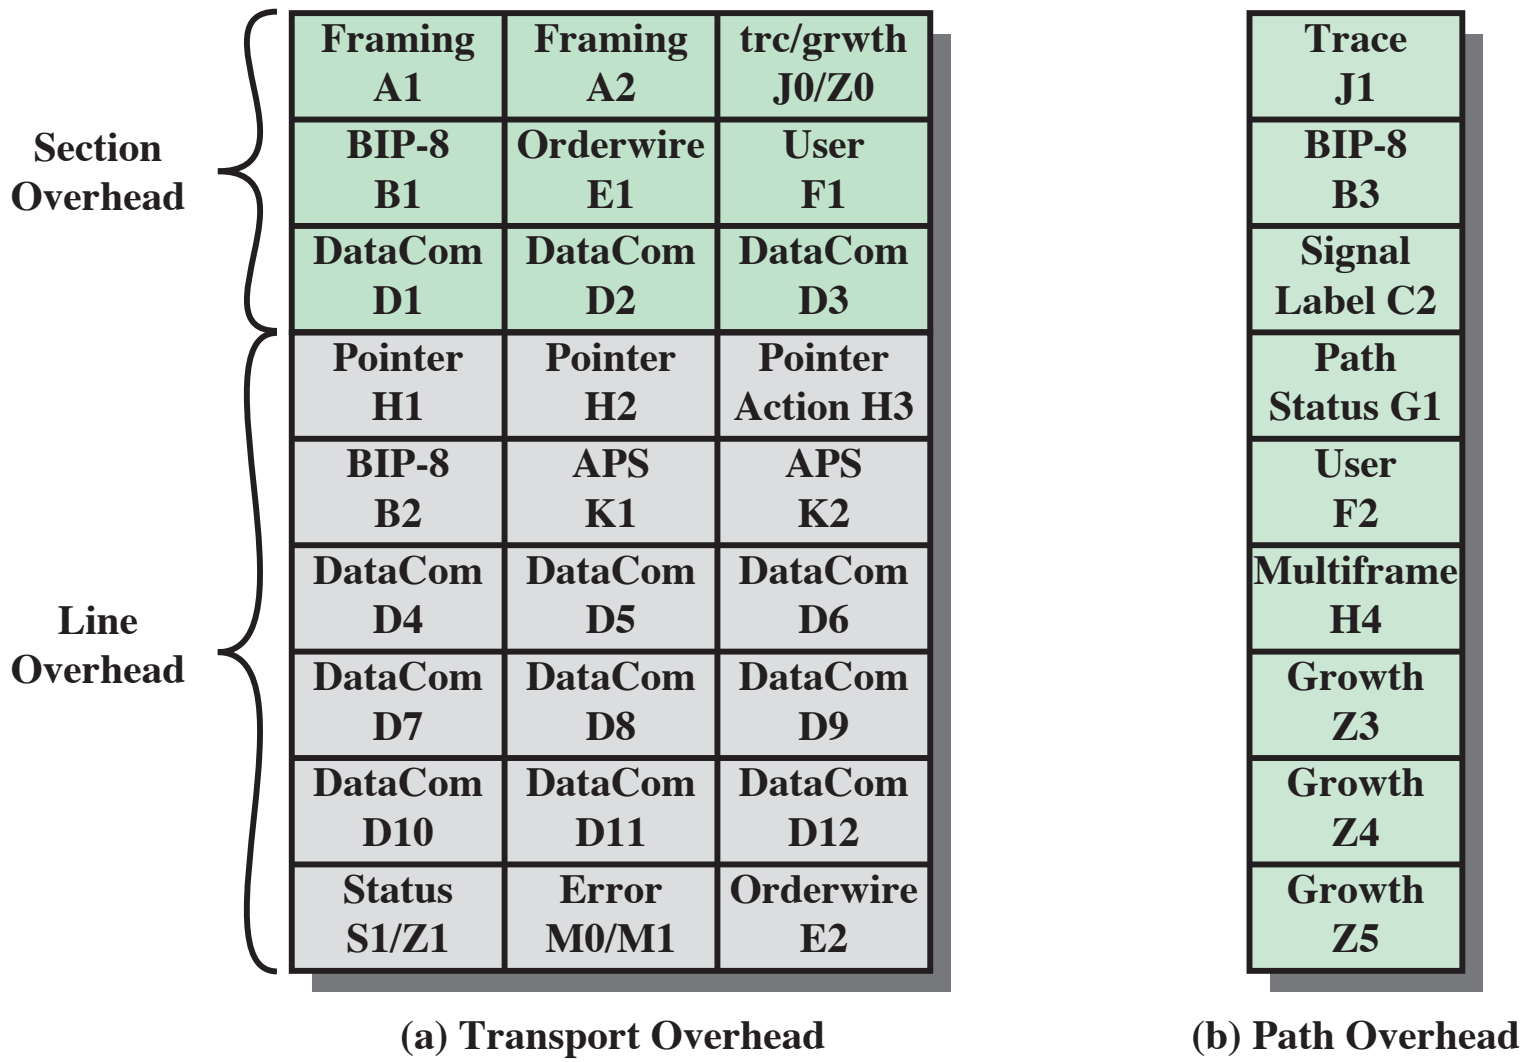 Section
Overhead
Line
Overhead
Framing
A1
Framing
A2
trc/grwth
J0/Z0
BIP-8
B1
Orderwire
E1
User
F1
DataCom
D1
DataCom
D2
DataCom
D3
Pointer
H1
Pointer
H2
Pointer
Action H3
BIP-8
B2
APS
K1
APS
K2
DataCom
D4
DataCom
D5
DataCom
D6
DataCom
D7
DataCom
D8
DataCom
D9
DataCom
D10
DataCom
D11
DataCom
D12
Status
S1/Z1
Error
M0/M1
Orderwire
E2
(a) Transport Overhead
Trace
J1
BIP-8
B3
Signal
Label C2
Path
Status G1
User
F2
Multiframe
H4
Growth
Z3
Growth
Z4
Growth
Z5
(b) Path Overhead